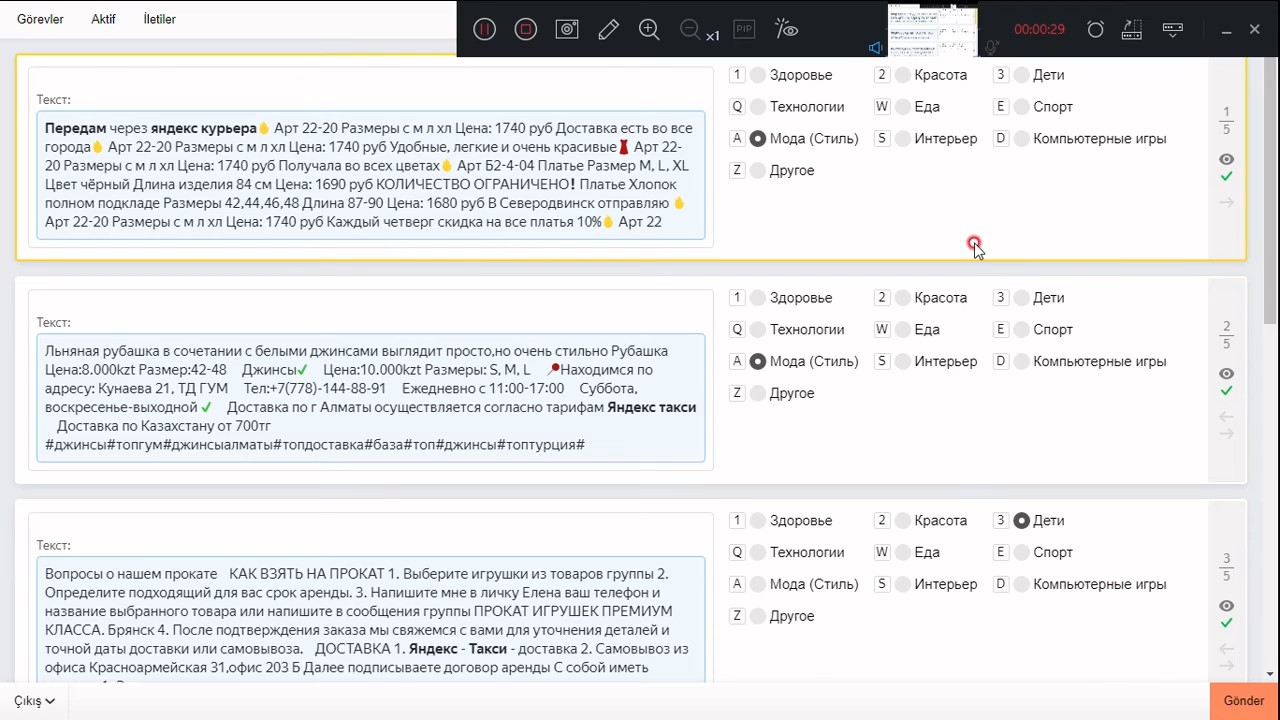 Görev
Aktif
00:00:29
x1
PIP
Текст:
Передам через яндекс курьера Арт 22-20 Размеры с м л хл Цена: 1740 руб Доставка есть во все
рода Арт 22-20 Размеры с м л хл Цена: 1740 руб Удобные, легкие и очень красивые Арт 22-
20 Размеры с м л хл Цена: 1740 руб Получала во всех цветах Арт Б2-4-04 Платье Размер M, L, XL
Цвет чёрный Длина изделия 84 см Цена: 1690 руб КОЛИЧЕСТВО ОГРАНИЧЕНО! Платье Хлопок
полном подкладе Размеры 42,44,46,48 Длина 87-90 Цена: 1680 руб В Северодвинск отправляю
Арт 22-20 Размеры с м л хл Цена: 1740 руб Каждый четверг скидка на все платья 10% Арт 22
1 Здоровье 2 Красота 3 Дети
Q Технологии W Еда E Спорт
A Мода (Стиль) S Интерьер D Компьютерные игры
Z Другое
1
5
Текст:
Льняная рубашка в сочетании с белыми джинсами выглядит просто,но очень стильно Рубашка
Цена:8.000kzt Размер:42-48 Джинсы Цена:10.000kzt Размеры: S, M, L Находимся по
адресу: Кунаева 21, ТД ГУМ Тел:+7(778)-144-88-91 Ежедневно с 11:00-17:00 Суббота,
воскресенье-выходной Доставка по г Алматы осуществляется согласно тарифам Яндекс такси
Доставка по Казахстану от 700тг
#джинсы#топгум#джинсыалматы#топдоставка#база#топ#джинсы#топтурция#
1 Здоровье 2 Красота 3 Дети
Q Технологии W Еда E Спорт
A Мода (Стиль) S Интерьер D Компьютерные игры
Z Другое
2
5
Текст:
Вопросы о нашем прокате КАК ВЗЯТЬ НА ПРОКАТ 1. Выберите игрушки из товаров группы 2.
Определите подходящий для вас срок аренды. 3. Напишите мне в личку Елена ваш телефон и
название выбранного товара или напишите в сообщения группы ПРОКАТ ИГРУШЕК ПРЕМИУМ
КЛАССА. Брянск 4. После подтверждения заказа мы свяжемся с вами для уточнения деталей и
точной даты доставки или самовывоза. ДОСТАВКА 1. Яндекс - Такси - доставка 2. Самовывоз из
офиса Красноармейская 31,офис 203 Б Далее подписываете договор аренды С собой иметь
1 Здоровье 2 Красота 3 Дети
Q Технологии W Еда E Спорт
A Мода (Стиль) S Интерьер D Компьютерные игры
Z Другое
3
5
Çıkış
Gönder